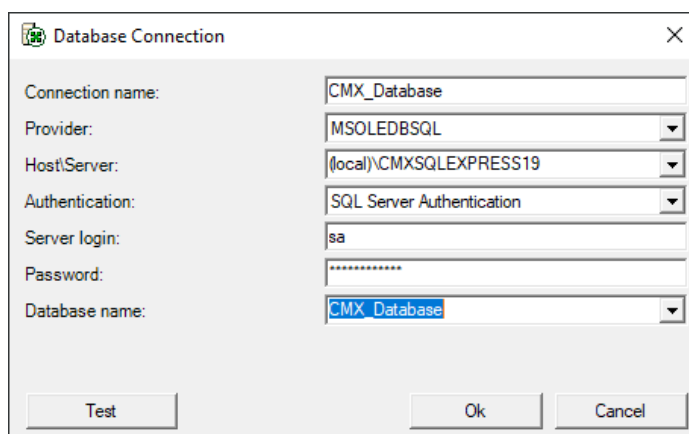 Database Connection
Connection name: CMX_Database
Provider: MSOLEDBSQL
Host\Server: (local)\CMXSQLEXPRESS19
Authentication: SQL Server Authentication
Server login: sa
Password: ************
Database name: CMX_Database
Test Ok Cancel